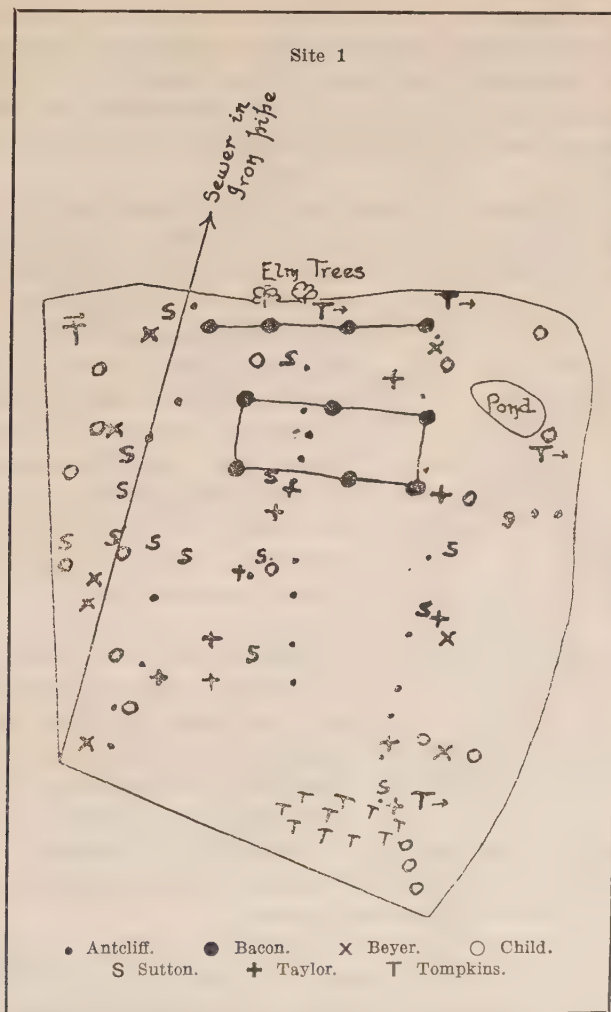 Site 1
Sewer in
iron pipe
Elm Trees
Pond
• Antcliff. ● Bacon. × Beyer. ○ Child.
S Sutton. + Taylor. T Tompkins.